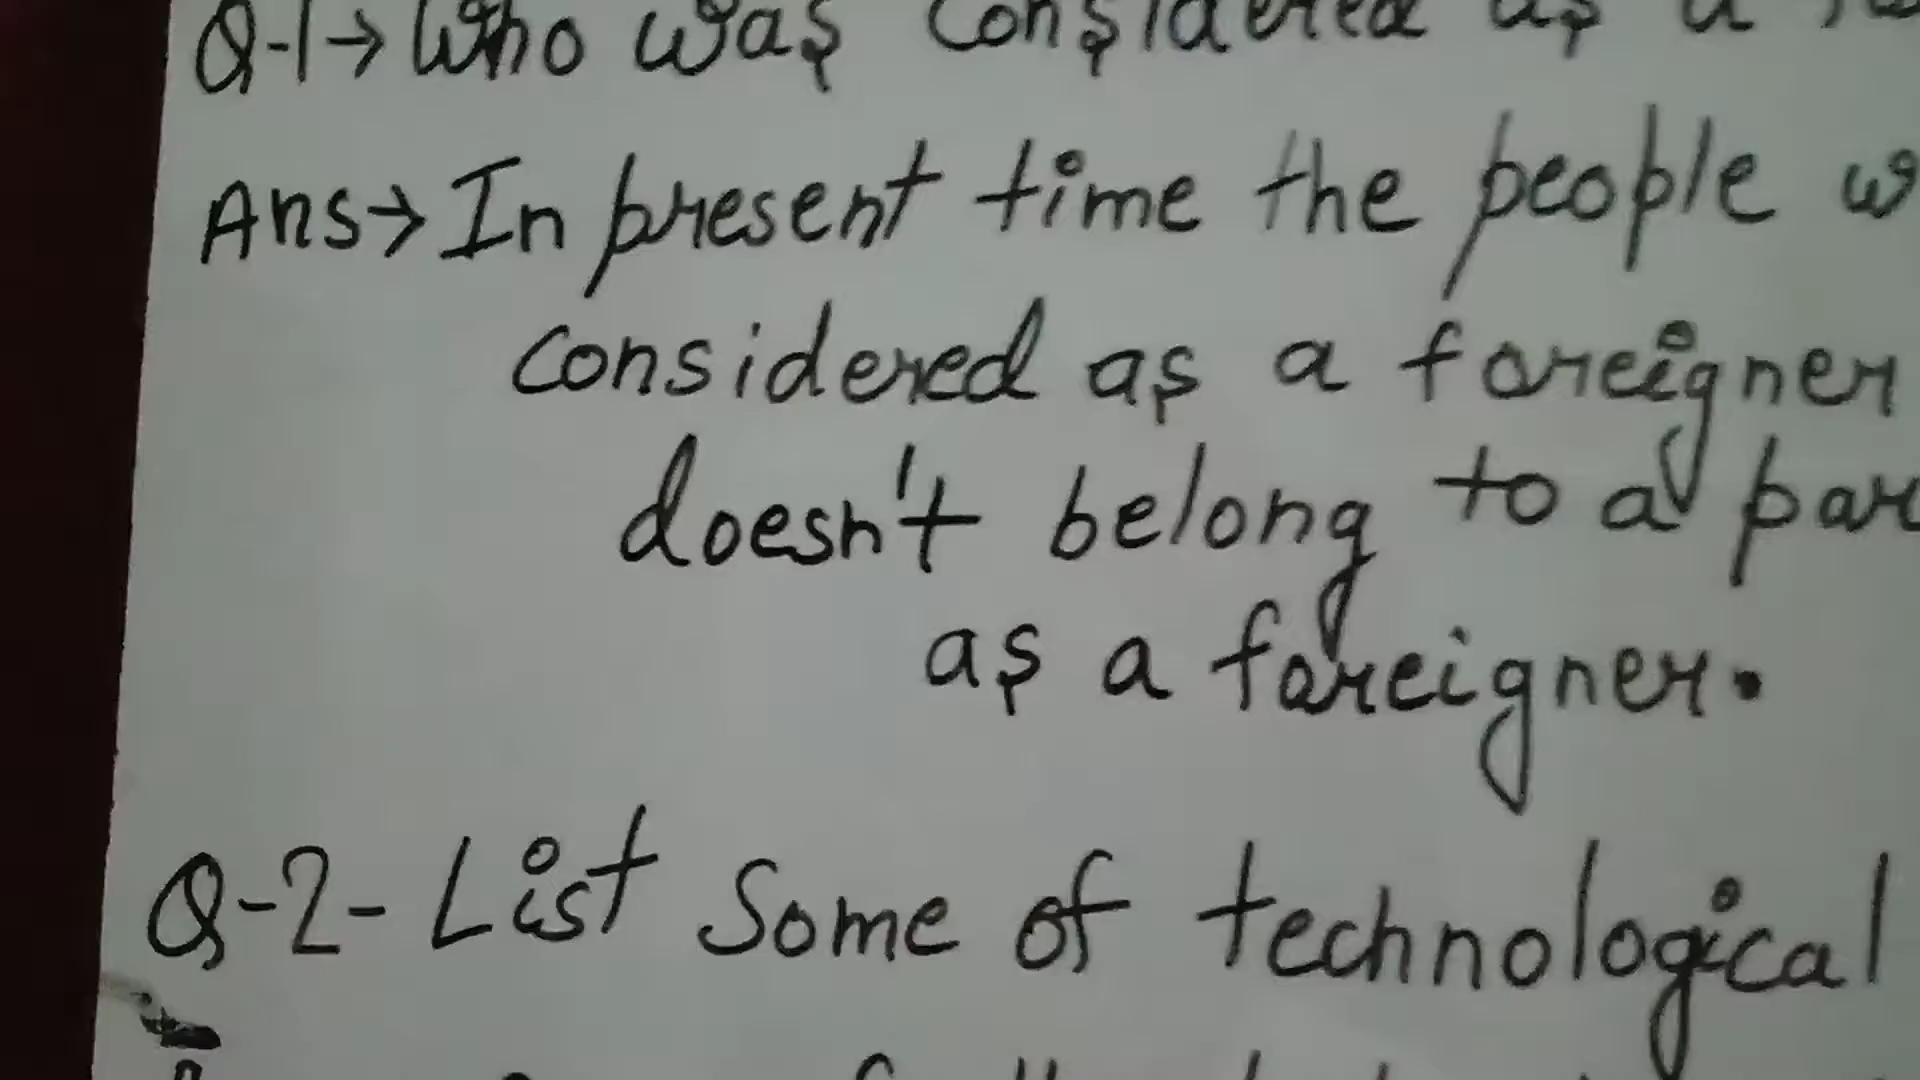 Q-1→ Who was considered as a
Ans→ In present time the people
considered as a foreigner
doesn't belong to a par
as a foreigner.
Q-2- List Some of technological